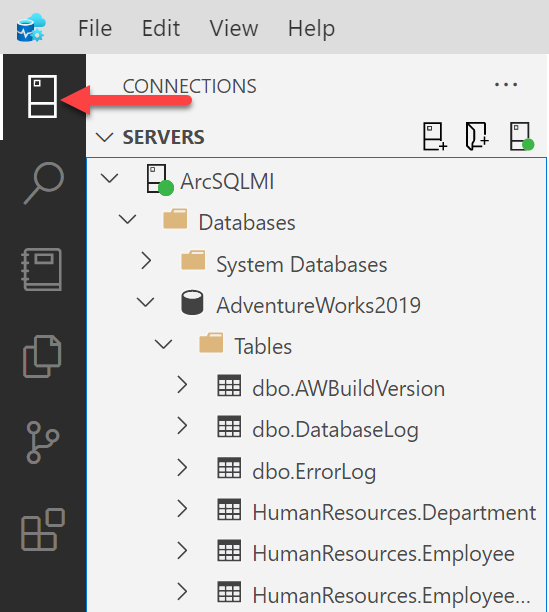 File Edit View Help
CONNECTIONS
SERVERS
ArcSQLMI
Databases
System Databases
AdventureWorks2019
Tables
dbo.AWBuildVersion
dbo.DatabaseLog
dbo.ErrorLog
HumanResources.Department
HumanResources.Employee
HumanResources.Employee...